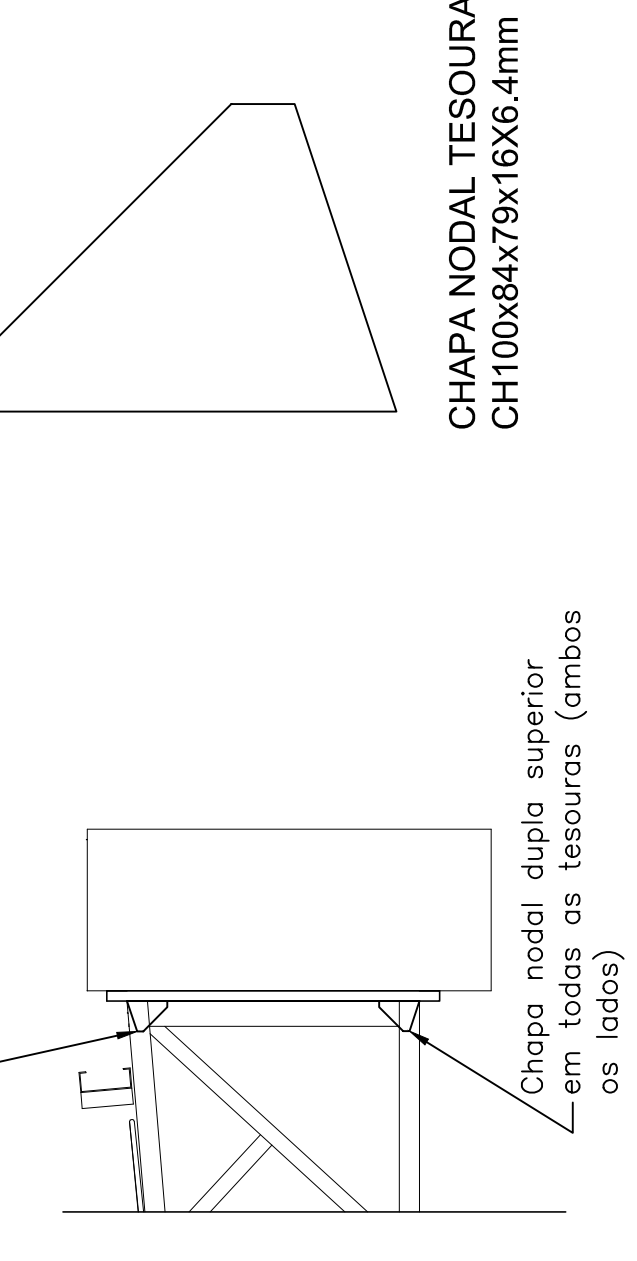 CHAPA NODAL TESOURA
CH100x84x79x16X6.4mm
Chapa nodal dupla superior
em todas as tesouras (ambos
os lados)